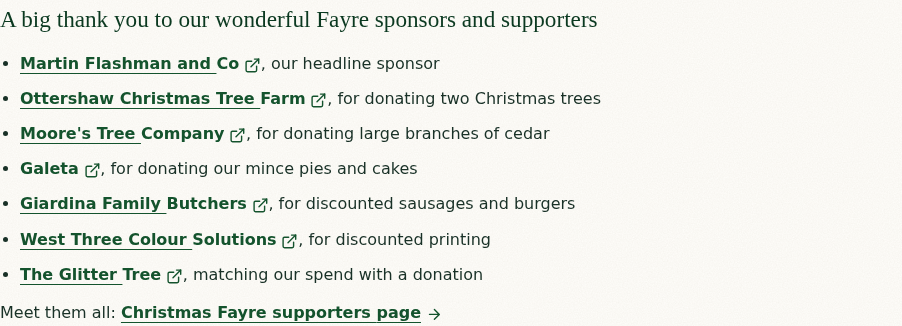 A big thank you to our wonderful Fayre sponsors and supporters
• Martin Flashman and Co, our headline sponsor
• Ottershaw Christmas Tree Farm, for donating two Christmas trees
• Moore's Tree Company, for donating large branches of cedar
• Galeta, for donating our mince pies and cakes
• Giardina Family Butchers, for discounted sausages and burgers
• West Three Colour Solutions, for discounted printing
• The Glitter Tree, matching our spend with a donation
Meet them all: Christmas Fayre supporters page →